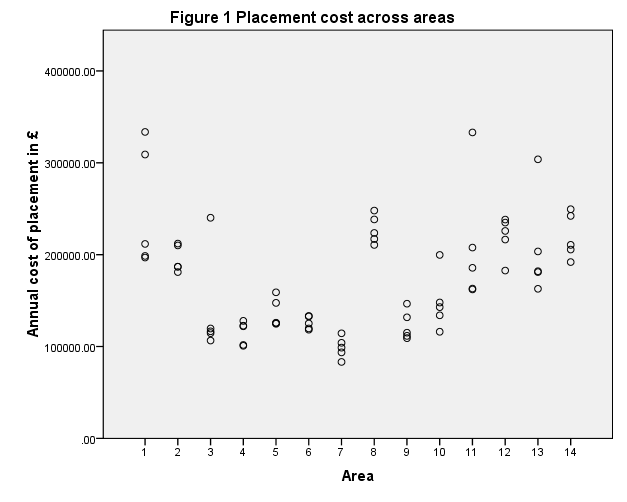 Figure 1 Placement cost across areas
Annual cost of placement in £
400000.00
300000.00
200000.00
100000.00
.00
1 2 3 4 5 6 7 8 9 10 11 12 13 14
Area